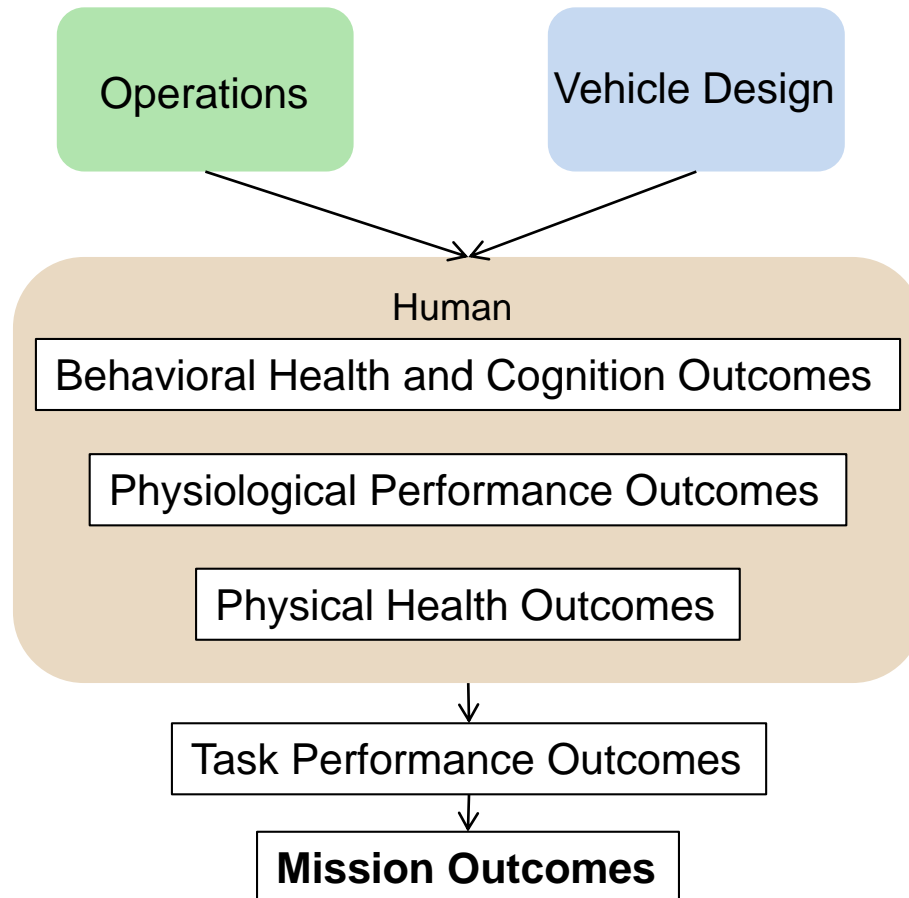 Operations
Vehicle Design
Human
Behavioral Health and Cognition Outcomes
Physiological Performance Outcomes
Physical Health Outcomes
Task Performance Outcomes
Mission Outcomes